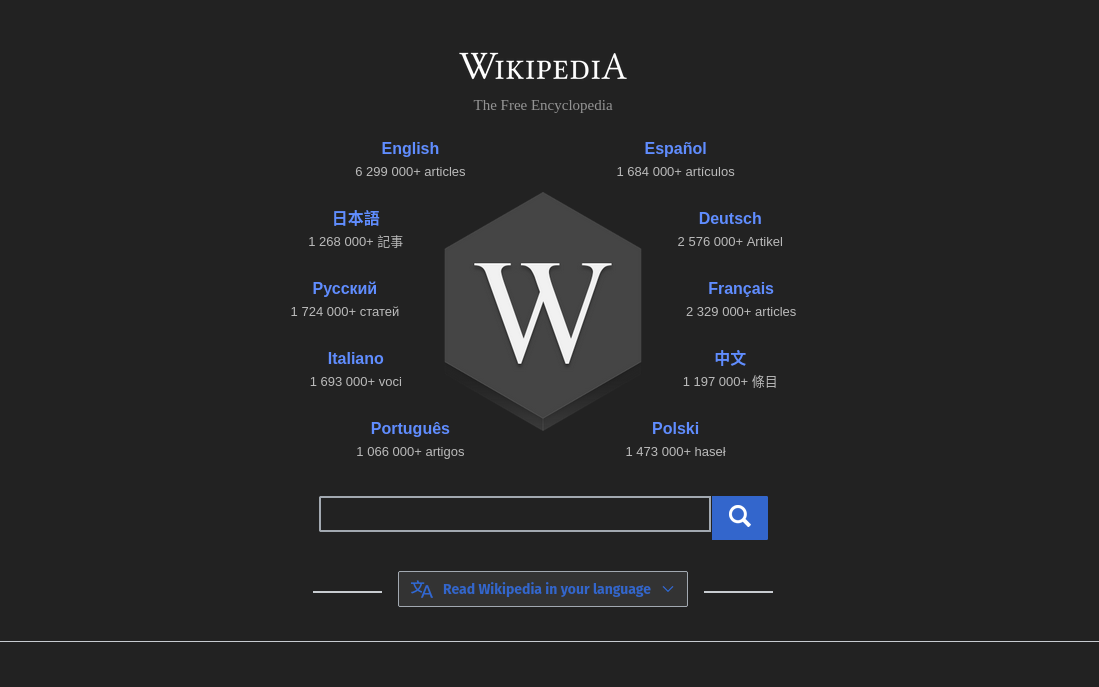 WIKIPEDIA
The Free Encyclopedia
English
6 299 000+ articles
Español
1 684 000+ artículos
日本語
1 268 000+ 記事
Deutsch
2 576 000+ Artikel
Русский
1 724 000+ статей
Français
2 329 000+ articles
Italiano
1 693 000+ voci
中文
1 197 000+ 條目
Português
1 066 000+ artigos
Polski
1 473 000+ haseł
W
Read Wikipedia in your language